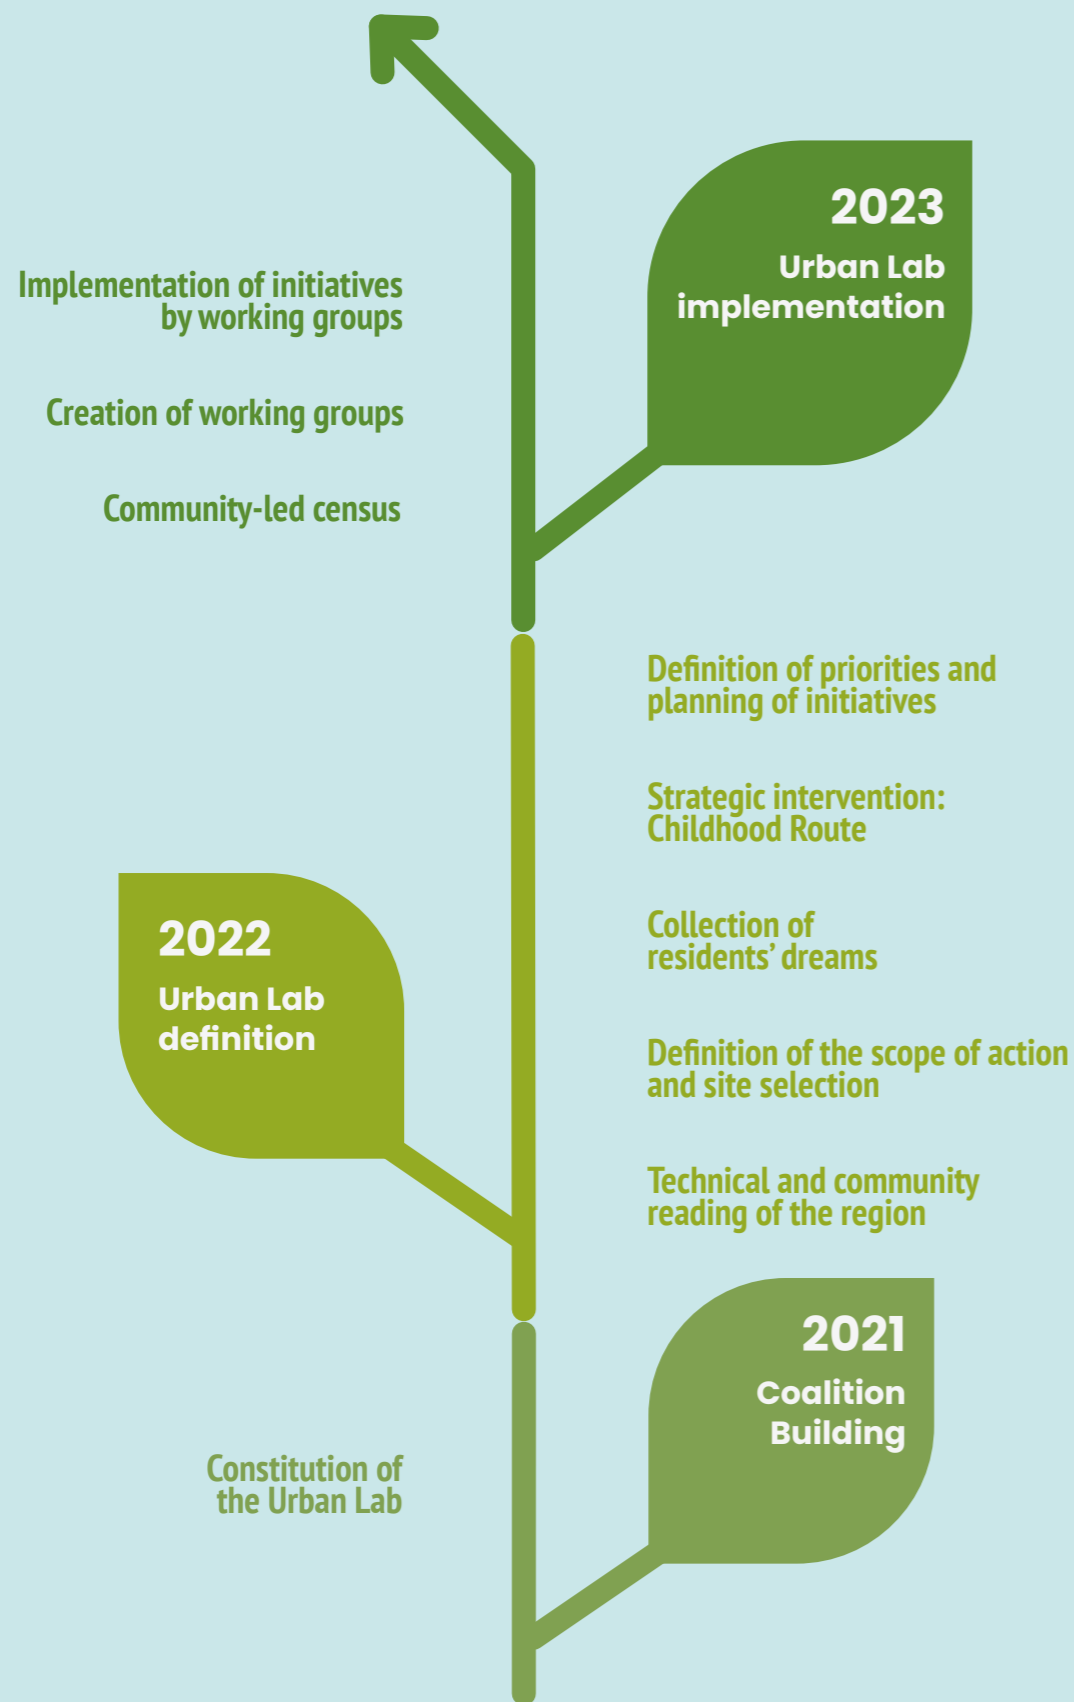 2023
Urban Lab
implementation
Implementation of initiatives
by working groups
Creation of working groups
Community-led census
Definition of priorities and
planning of initiatives
Strategic intervention:
Childhood Route
2022
Urban Lab
definition
Collection of
residents’ dreams
Definition of the scope of action
and site selection
Technical and community
reading of the region
2021
Coalition
Building
Constitution of
the Urban Lab